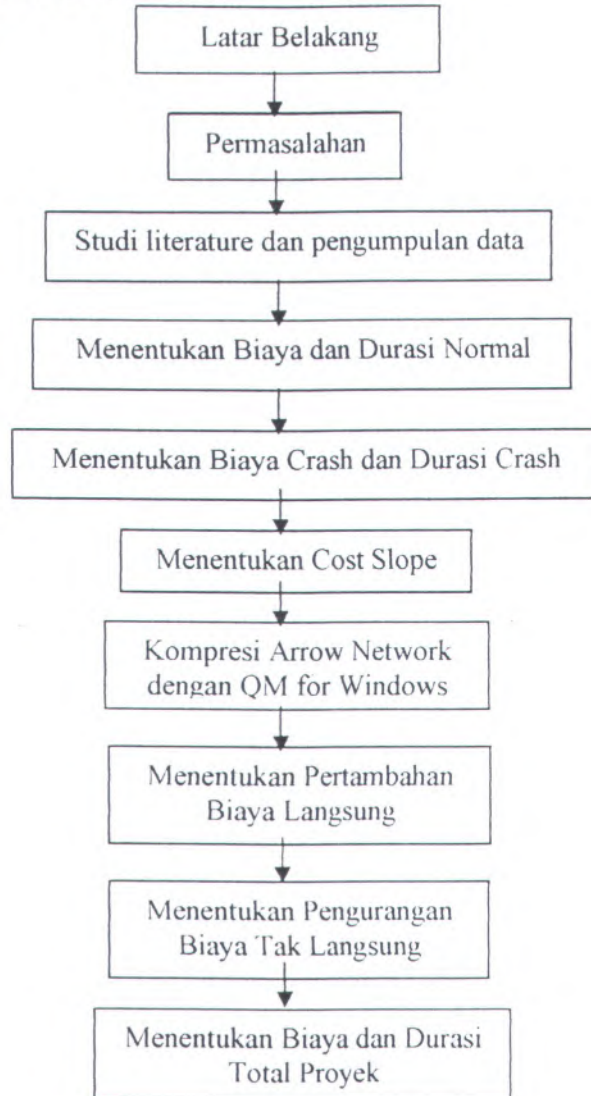 Latar Belakang
Permasalahan
Studi literature dan pengumpulan data
Menentukan Biaya dan Durasi Normal
Menentukan Biaya Crash dan Durasi Crash
Menentukan Cost Slope
Kompresi Arrow Network
dengan QM for Windows
Menentukan Pertambahan
Biaya Langsung
Menentukan Pengurangan
Biaya Tak Langsung
Menentukan Biaya dan Durasi
Total Proyek